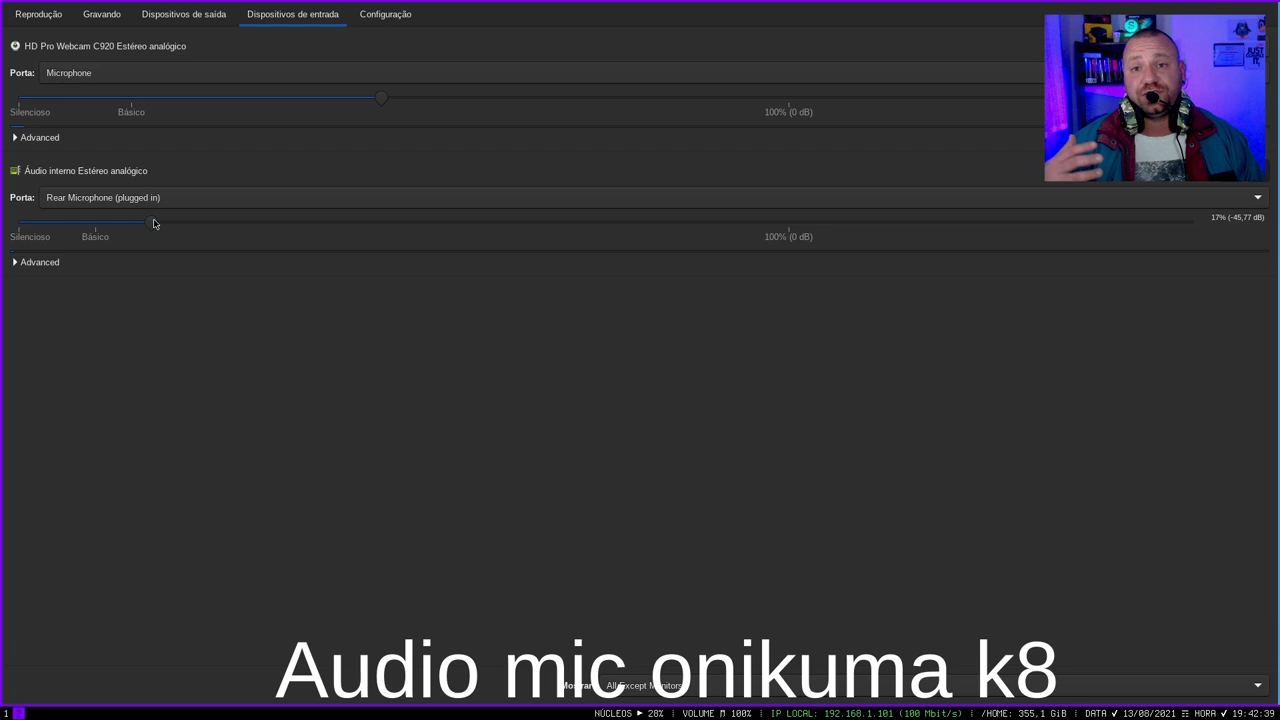 Reprodução Gravando Dispositivos de saída Dispositivos de entrada Configuração
HD Pro Webcam C920 Estéreo analógico
Porta: Microphone
Silencioso Básico 100% (0 dB)
Advanced
Áudio interno Estéreo analógico
Porta: Rear Microphone (plugged in)
17% (-45,77 dB)
Silencioso Básico 100% (0 dB)
Advanced
Audio mic onikuma k8
Mostrar: All Except Monitors
1 2 NÚCLEOS 28% ⋮ VOLUME 100% ⋮ IP LOCAL: 192.168.1.101 (100 Mbit/s) ⋮ /HOME: 355,1 GiB ⋮ DATA ✓ 13/08/2021 HORA ✓ 19:42:39